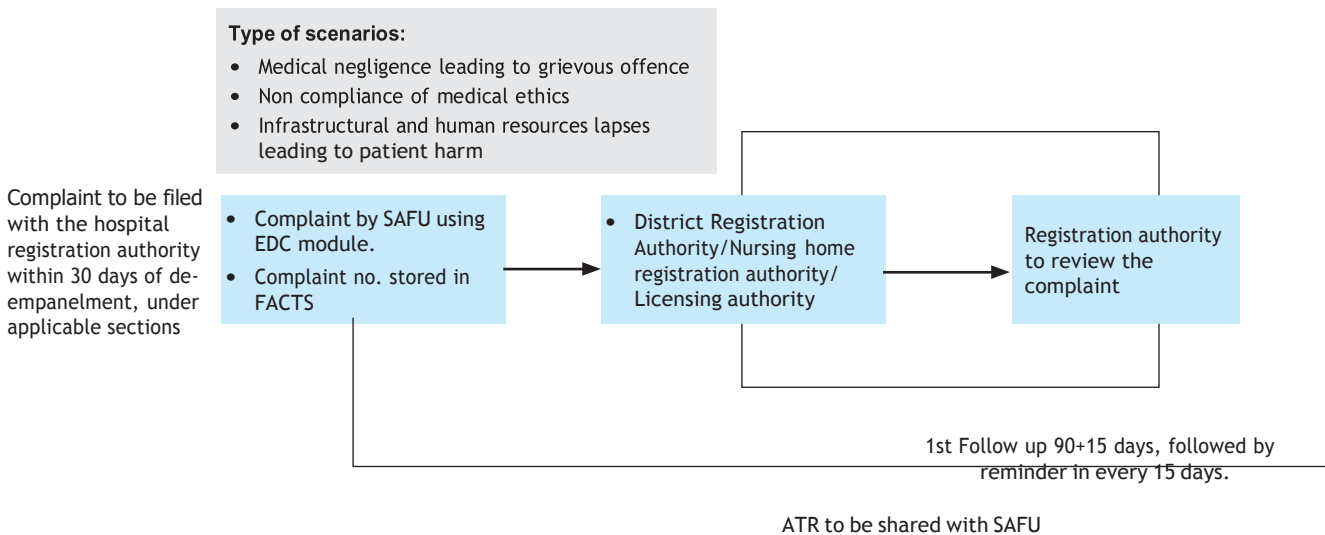 Type of scenarios:
• Medical negligence leading to grievous offence
• Non compliance of medical ethics
• Infrastructural and human resources lapses
leading to patient harm
Complaint to be filed
with the hospital
registration authority
within 30 days of de-
empanelment, under
applicable sections
• Complaint by SAFU using
EDC module.
• Complaint no. stored in
FACTS
• District Registration
Authority/Nursing home
registration authority/
Licensing authority
Registration authority
to review the
complaint
1st Follow up 90+15 days, followed by
reminder in every 15 days.
ATR to be shared with SAFU